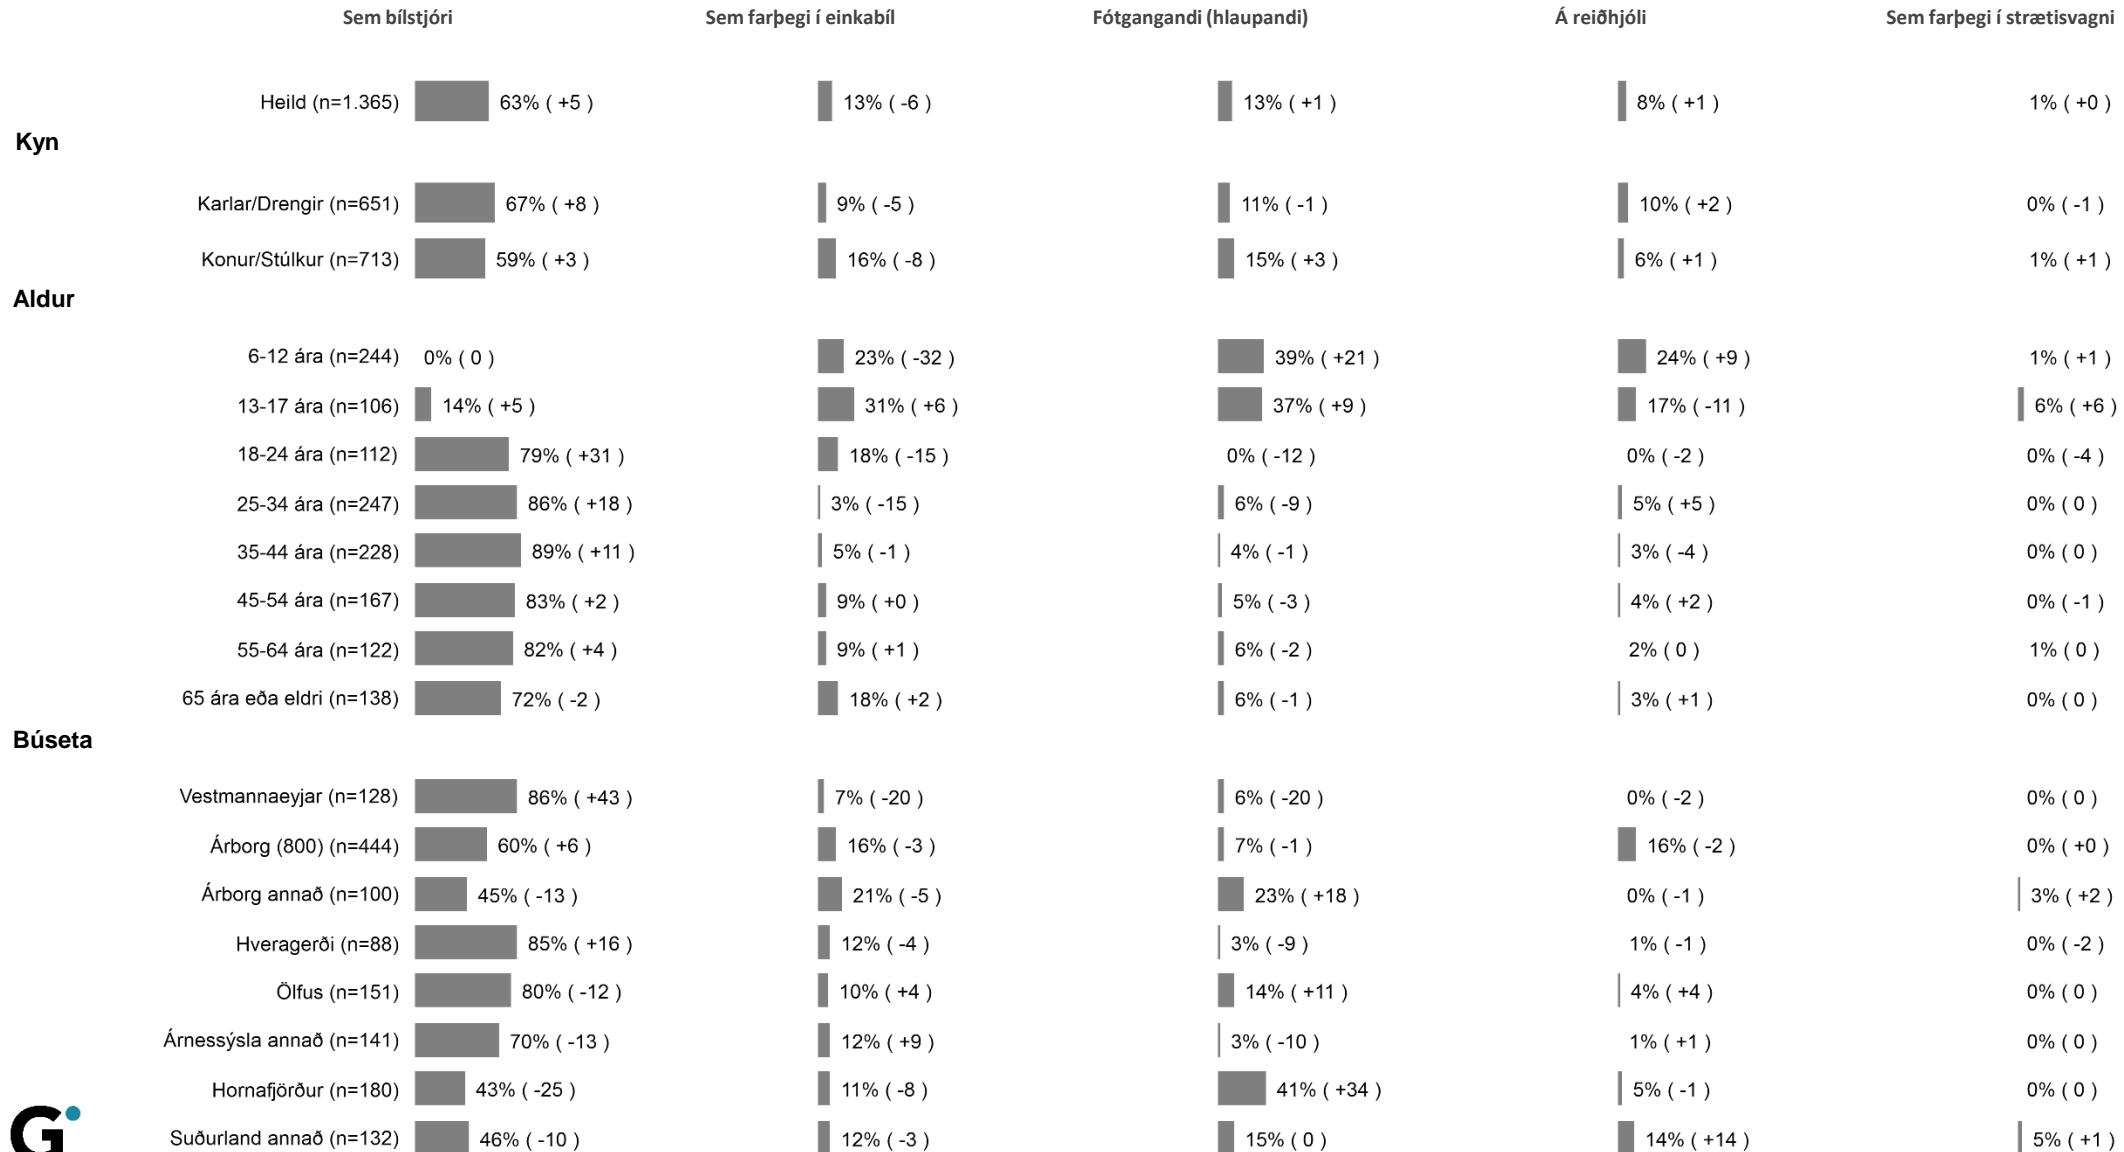 Sem bílstjóri Sem farþegi í einkabíl Fótgangandi (hlaupandi) Á reiðhjóli Sem farþegi í strætisvagni
Heild (n=1.365) 63% ( +5 ) 13% ( -6 ) 13% ( +1 ) 8% ( +1 ) 1% ( +0 )
Kyn
Karlar/Drengir (n=651) 67% ( +8 ) 9% ( -5 ) 11% ( -1 ) 10% ( +2 ) 0% ( -1 )
Konur/Stúlkur (n=713) 59% ( +3 ) 16% ( -8 ) 15% ( +3 ) 6% ( +1 ) 1% ( +1 )
Aldur
6-12 ára (n=244) 0% ( 0 ) 23% ( -32 ) 39% ( +21 ) 24% ( +9 ) 1% ( +1 )
13-17 ára (n=106) 14% ( +5 ) 31% ( +6 ) 37% ( +9 ) 17% ( -11 ) 6% ( +6 )
18-24 ára (n=112) 79% ( +31 ) 18% ( -15 ) 0% ( -12 ) 0% ( -2 ) 0% ( -4 )
25-34 ára (n=247) 86% ( +18 ) 3% ( -15 ) 6% ( -9 ) 5% ( +5 ) 0% ( 0 )
35-44 ára (n=228) 89% ( +11 ) 5% ( -1 ) 4% ( -1 ) 3% ( -4 ) 0% ( 0 )
45-54 ára (n=167) 83% ( +2 ) 9% ( +0 ) 5% ( -3 ) 4% ( +2 ) 0% ( -1 )
55-64 ára (n=122) 82% ( +4 ) 9% ( +1 ) 6% ( -2 ) 2% ( 0 ) 1% ( 0 )
65 ára eða eldri (n=138) 72% ( -2 ) 18% ( +2 ) 6% ( -1 ) 3% ( +1 ) 0% ( 0 )
Búseta
Vestmannaeyjar (n=128) 86% ( +43 ) 7% ( -20 ) 6% ( -20 ) 0% ( -2 ) 0% ( 0 )
Árborg (800) (n=444) 60% ( +6 ) 16% ( -3 ) 7% ( -1 ) 16% ( -2 ) 0% ( +0 )
Árborg annað (n=100) 45% ( -13 ) 21% ( -5 ) 23% ( +18 ) 0% ( -1 ) 3% ( +2 )
Hveragerði (n=88) 85% ( +16 ) 12% ( -4 ) 3% ( -9 ) 1% ( -1 ) 0% ( -2 )
Ölfus (n=151) 80% ( -12 ) 10% ( +4 ) 14% ( +11 ) 4% ( +4 ) 0% ( 0 )
Árnessýsla annað (n=141) 70% ( -13 ) 12% ( +9 ) 3% ( -10 ) 1% ( +1 ) 0% ( 0 )
Hornafjörður (n=180) 43% ( -25 ) 11% ( -8 ) 41% ( +34 ) 5% ( -1 ) 0% ( 0 )
Suðurland annað (n=132) 46% ( -10 ) 12% ( -3 ) 15% ( 0 ) 14% ( +14 ) 5% ( +1 )
G